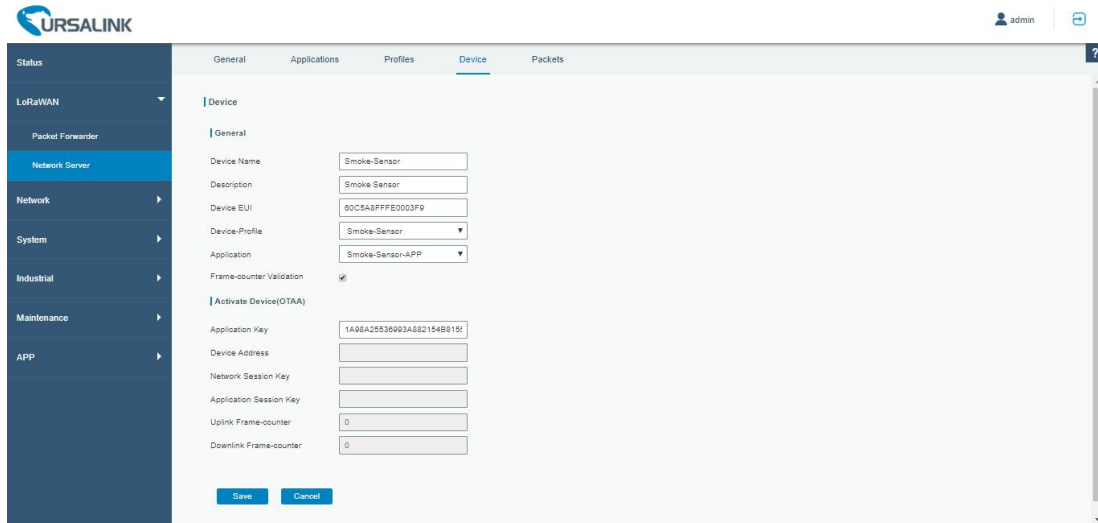 URSALINK
admin
?
Status
General Applications Profiles Device Packets
LoRaWAN
Packet Forwarder
Network Server
Network
System
Industrial
Maintenance
APP
Device
General
Device Name Smoke-Sensor
Description Smoke Sensor
Device EUI 60C5A8FFFE0003F9
Device-Profile Smoke-Sensor
Application Smoke-Sensor-APP
Frame-counter Validation
Activate Device(OTAA)
Application Key 1A98A25536993A882154B815
Device Address
Network Session Key
Application Session Key
Uplink Frame-counter 0
Downlink Frame-counter 0
Save Cancel